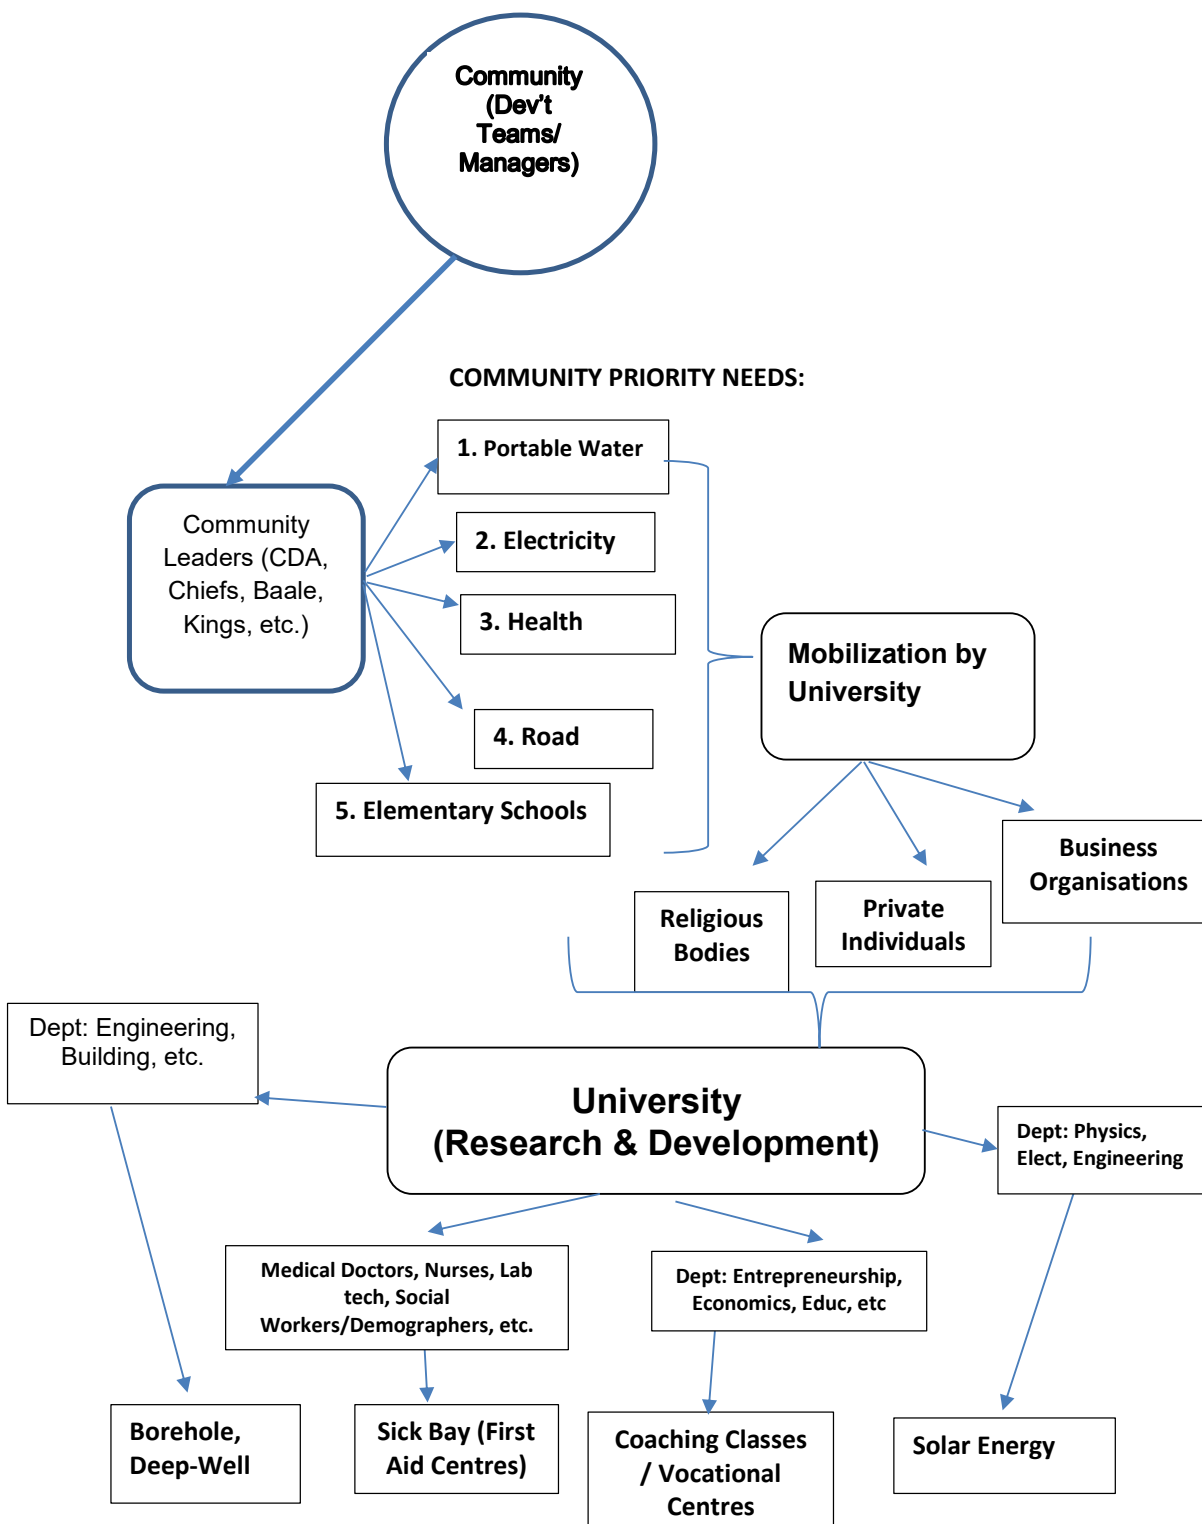 Community
(Dev't
Teams/
Managers)
COMMUNITY PRIORITY NEEDS:
1. Portable Water
Community
Leaders (CDA,
Chiefs, Baale,
Kings, etc.)
2. Electricity
3. Health
4. Road
5. Elementary Schools
Mobilization by
University
Religious
Bodies
Private
Individuals
Business
Organisations
Dept: Engineering,
Building, etc.
University
(Research & Development)
Dept: Physics,
Elect, Engineering
Medical Doctors, Nurses, Lab
tech, Social
Workers/Demographers, etc.
Dept: Entrepreneurship,
Economics, Educ, etc
Borehole,
Deep-Well
Sick Bay (First
Aid Centres)
Coaching Classes
/ Vocational
Centres
Solar Energy